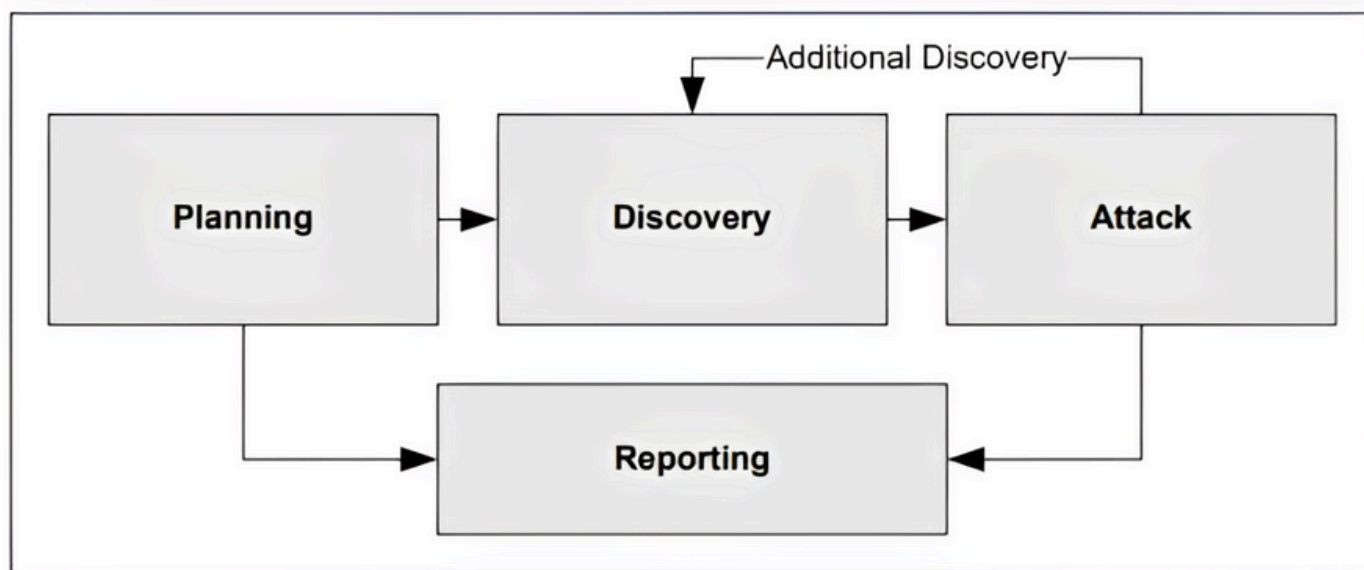 Additional Discovery
Planning
Discovery
Attack
Reporting